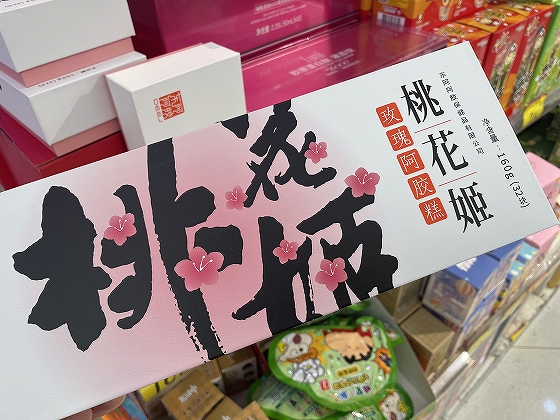 桃花姬
桃花姬
玫瑰阿胶糕
东阿阿胶保健品有限公司
净含量:160g(32块)